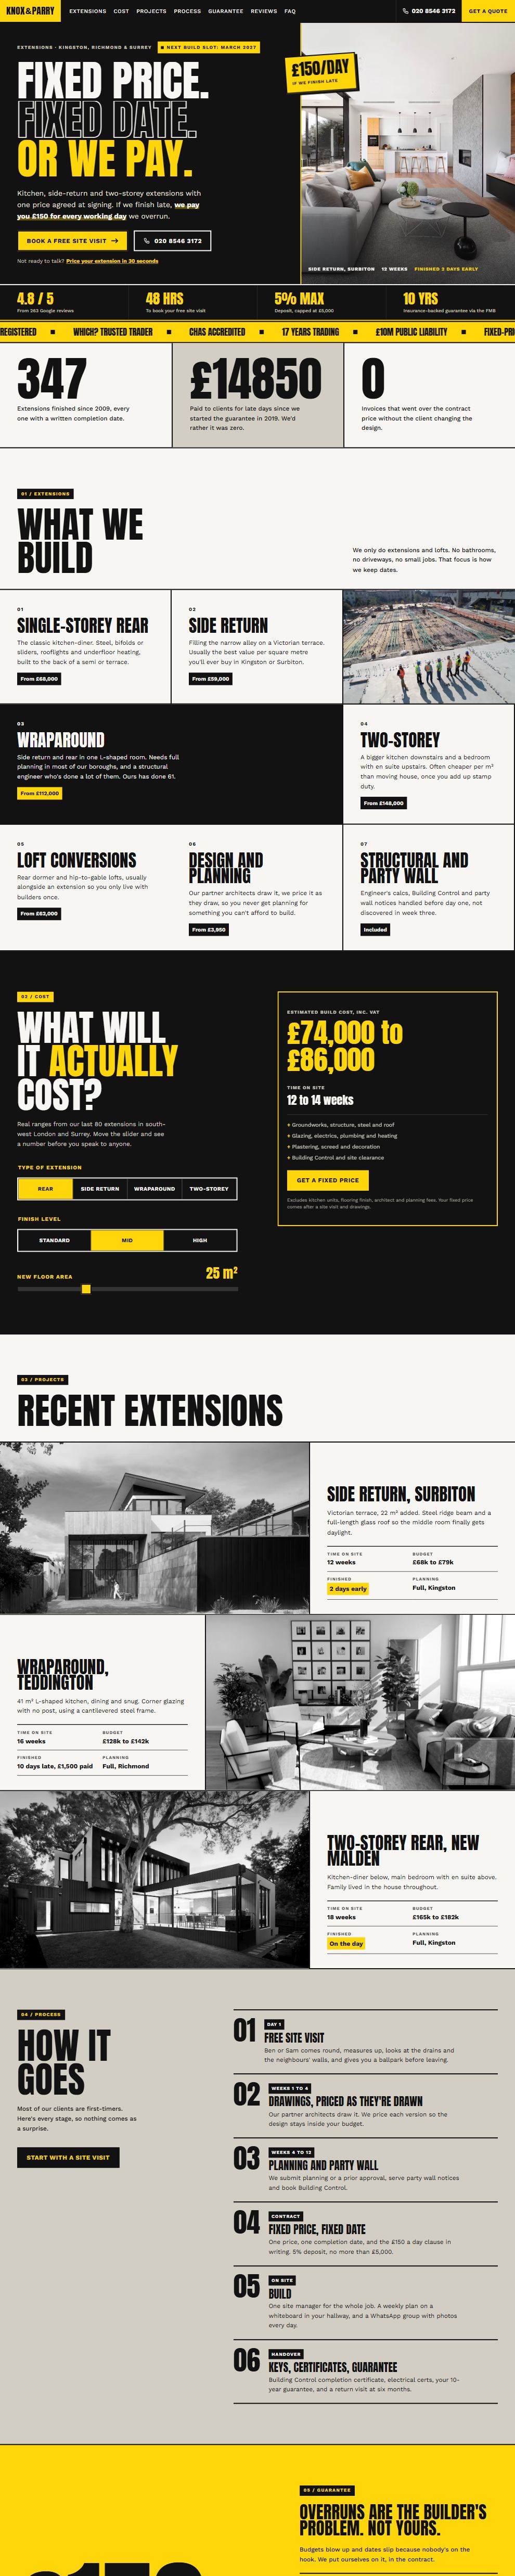 KNOX & PARRY
EXTENSIONS COST PROJECTS PROCESS GUARANTEE REVIEWS FAQ
020 8546 3172
GET A QUOTE
EXTENSIONS · KINGSTON, RICHMOND & SURREY
NEXT BUILD SLOT: MARCH 2027
FIXED PRICE.
FIXED DATE.
OR WE PAY.
Kitchen, side-return and two-storey extensions with
one price agreed at signing. If we finish late, we pay
you £150 for every working day we overrun.
BOOK A FREE SITE VISIT →
020 8546 3172
Not ready to talk? Price your extension in 30 seconds
£150/DAY
IF WE FINISH LATE
SIDE RETURN, SURBITON 12 WEEKS FINISHED 2 DAYS EARLY
4.8 / 5
From 263 Google reviews
48 HRS
To book your free site visit
5% MAX
Deposit, capped at £5,000
10 YRS
Insurance-backed guarantee via the FMB
REGISTERED ■ WHICH? TRUSTED TRADER ■ CHAS ACCREDITED ■ 17 YEARS TRADING ■ £10M PUBLIC LIABILITY ■ FIXED-PRI
347
Extensions finished since 2009, every
one with a written completion date.
£14850
Paid to clients for late days since we
started the guarantee in 2019. We'd
rather it was zero.
0
Invoices that went over the contract
price without the client changing the
design.
01 / EXTENSIONS
WHAT WE
BUILD
We only do extensions and lofts. No bathrooms,
no driveways, no small jobs. That focus is how
we keep dates.
01
SINGLE-STOREY REAR
The classic kitchen-diner. Steel, bifolds or
sliders, rooflights and underfloor heating,
built to the back of a semi or terrace.
From £68,000
02
SIDE RETURN
Filling the narrow alley on a Victorian terrace.
Usually the best value per square metre
you'll ever buy in Kingston or Surbiton.
From £59,000
03
WRAPAROUND
Side return and rear in one L-shaped room. Needs full
planning in most of our boroughs, and a structural
engineer who's done a lot of them. Ours has done 61.
From £112,000
04
TWO-STOREY
A bigger kitchen downstairs and a bedroom
with en suite upstairs. Often cheaper per m²
than moving house, once you add up stamp
duty.
From £148,000
05
LOFT CONVERSIONS
Rear dormer and hip-to-gable lofts, usually
alongside an extension so you only live with
builders once.
From £62,000
06
DESIGN AND
PLANNING
Our partner architects draw it, we price it as
they draw, so you never get planning for
something you can't afford to build.
From £3,950
07
STRUCTURAL AND
PARTY WALL
Engineer's calcs, Building Control and party
wall notices handled before day one, not
discovered in week three.
Included
02 / COST
WHAT WILL
IT ACTUALLY
COST?
Real ranges from our last 80 extensions in south-
west London and Surrey. Move the slider and see
a number before you speak to anyone.
TYPE OF EXTENSION
REAR SIDE RETURN WRAPAROUND TWO-STOREY
FINISH LEVEL
STANDARD MID HIGH
NEW FLOOR AREA
25 m²
ESTIMATED BUILD COST, INC. VAT
£74,000 to
£86,000
TIME ON SITE
12 to 14 weeks
+ Groundworks, structure, steel and roof
+ Glazing, electrics, plumbing and heating
+ Plastering, screed and decoration
+ Building Control and site clearance
GET A FIXED PRICE
Excludes kitchen units, flooring finish, architect and planning fees. Your fixed price
comes after a site visit and drawings.
03 / PROJECTS
RECENT EXTENSIONS
SIDE RETURN, SURBITON
Victorian terrace, 22 m² added. Steel ridge beam and a
full-length glass roof so the middle room finally gets
daylight.
TIME ON SITE
12 weeks
BUDGET
£68k to £79k
FINISHED
2 days early
PLANNING
Full, Kingston
WRAPAROUND,
TEDDINGTON
41 m² L-shaped kitchen, dining and snug. Corner glazing
with no post, using a cantilevered steel frame.
TIME ON SITE
16 weeks
BUDGET
£128k to £142k
FINISHED
10 days late, £1,500 paid
PLANNING
Full, Richmond
TWO-STOREY REAR, NEW
MALDEN
Kitchen-diner below, main bedroom with en suite above.
Family lived in the house throughout.
TIME ON SITE
18 weeks
BUDGET
£165k to £182k
FINISHED
On the day
PLANNING
Full, Kingston
04 / PROCESS
HOW IT
GOES
Most of our clients are first-timers.
Here's every stage, so nothing comes as
a surprise.
START WITH A SITE VISIT
01
DAY 1
FREE SITE VISIT
Ben or Sam comes round, measures up, looks at the drains and
the neighbours' walls, and gives you a ballpark before leaving.
02
WEEKS 1 TO 4
DRAWINGS, PRICED AS THEY'RE DRAWN
Our partner architects draw it. We price each version so the
design stays inside your budget.
03
WEEKS 4 TO 12
PLANNING AND PARTY WALL
We submit planning or a prior approval, serve party wall notices
and book Building Control.
04
CONTRACT
FIXED PRICE, FIXED DATE
One price, one completion date, and the £150 a day clause in
writing. 5% deposit, no more than £5,000.
05
ON SITE
BUILD
One site manager for the whole job. A weekly plan on a
whiteboard in your hallway, and a WhatsApp group with photos
every day.
06
HANDOVER
KEYS, CERTIFICATES, GUARANTEE
Building Control completion certificate, electrical certs, your 10-
year guarantee, and a return visit at six months.
05 / GUARANTEE
OVERRUNS ARE THE BUILDER'S
PROBLEM. NOT YOURS.
Budgets blow up and dates slip because nobody's on the
hook. We put ourselves on it, in the contract.